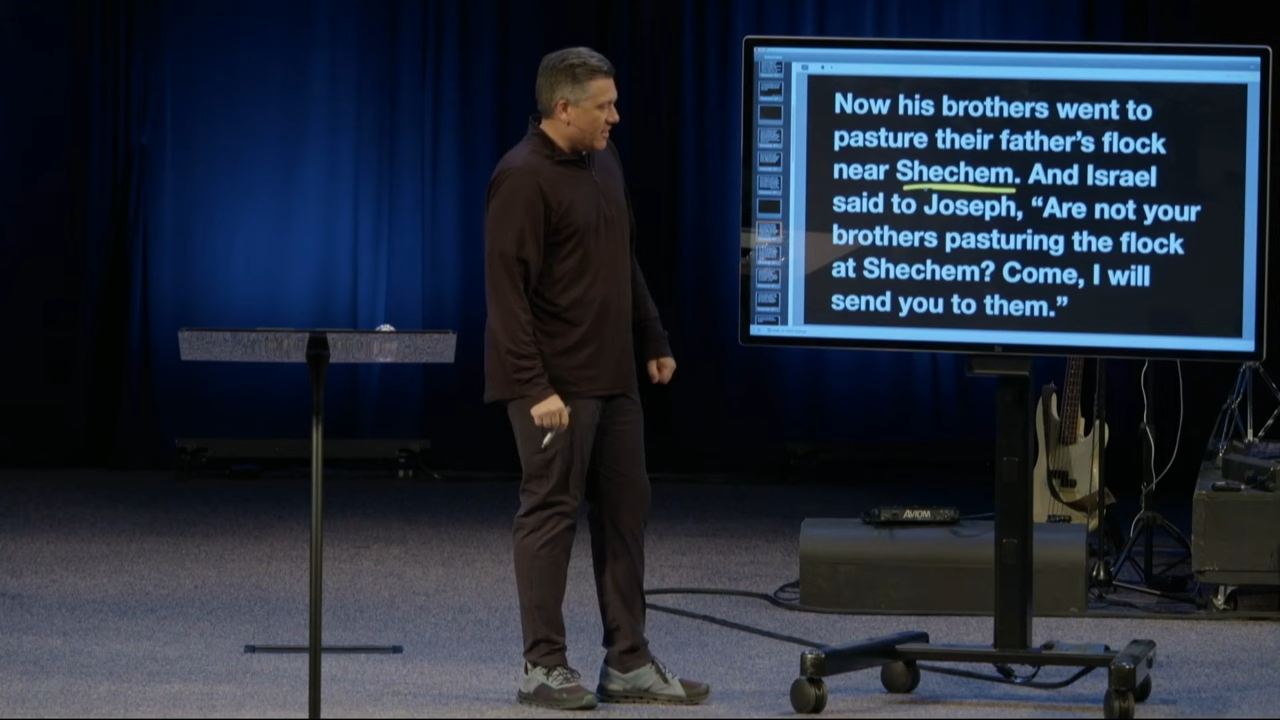 Now his brothers went to
pasture their father’s flock
near Shechem. And Israel
said to Joseph, “Are not your
brothers pasturing the flock
at Shechem? Come, I will
send you to them.”
AVIOM